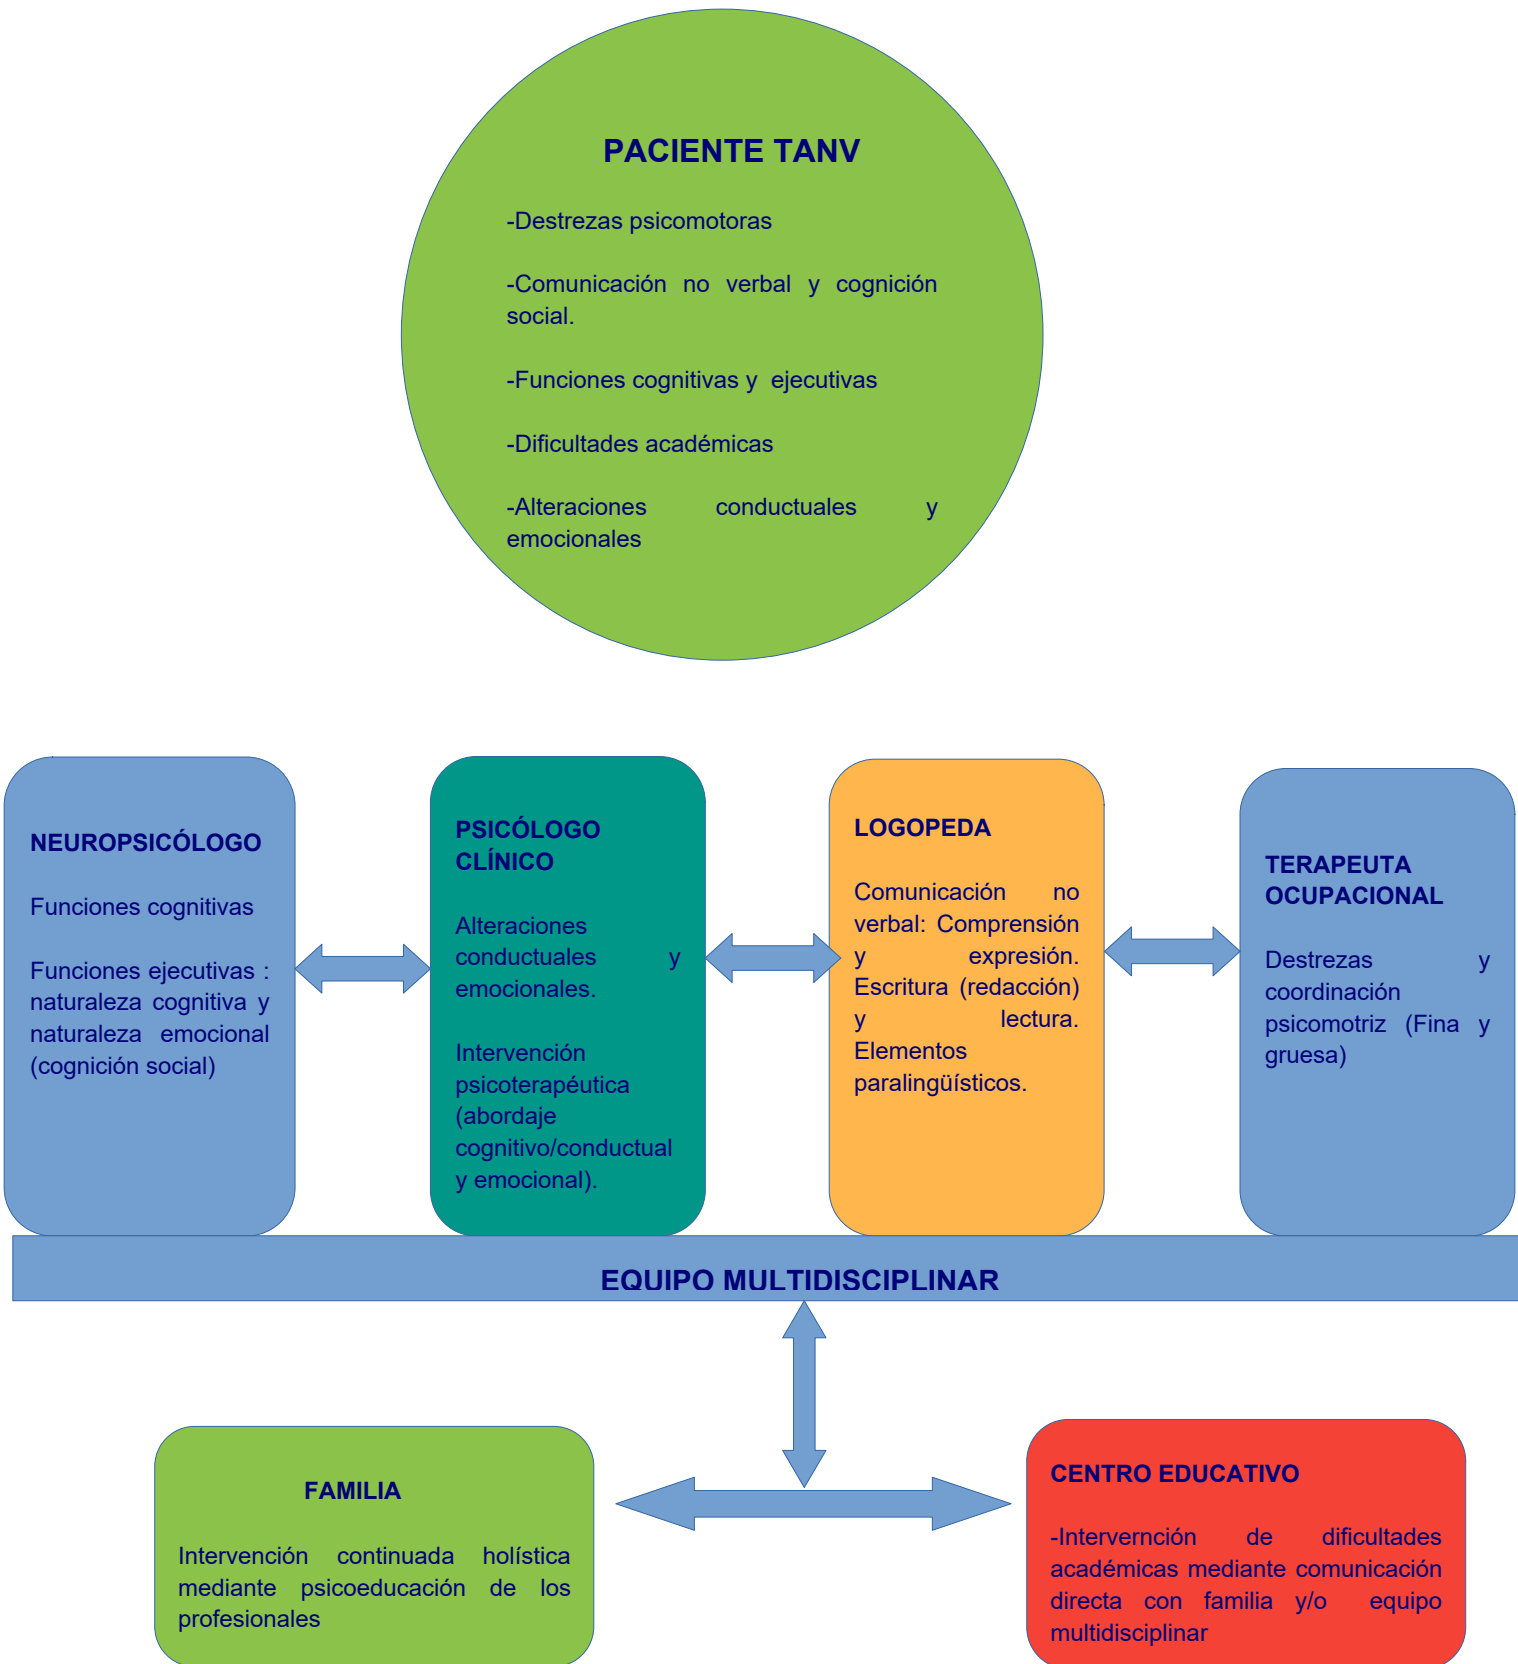 PACIENTE TANV
-Destrezas psicomotoras
-Comunicación no verbal y cognición
social.
-Funciones cognitivas y ejecutivas
-Dificultades académicas
-Alteraciones conductuales y
emocionales
NEUROPSICÓLOGO
Funciones cognitivas
Funciones ejecutivas :
naturaleza cognitiva y
naturaleza emocional
(cognición social)
PSICÓLOGO
CLÍNICO
Alteraciones
conductuales y
emocionales.
Intervención
psicoterapéutica
(abordaje
cognitivo/conductual
y emocional).
LOGOPEDA
Comunicación no
verbal: Comprensión
y expresión.
Escritura (redacción)
y lectura.
Elementos
paralingüísticos.
TERAPEUTA
OCUPACIONAL
Destrezas y
coordinación
psicomotriz (Fina y
gruesa)
EQUIPO MULTIDISCIPLINAR
FAMILIA
Intervención continuada holística
mediante psicoeducación de los
profesionales
CENTRO EDUCATIVO
-Intervernción de dificultades
académicas mediante comunicación
directa con familia y/o equipo
multidisciplinar